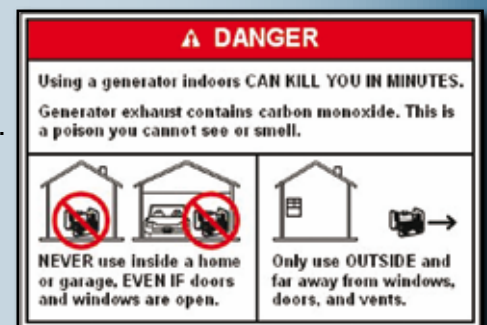 ⚠ DANGER
Using a generator indoors CAN KILL YOU IN MINUTES.
Generator exhaust contains carbon monoxide. This is
a poison you cannot see or smell.
NEVER use inside a home
or garage, EVEN IF doors
and windows are open.
Only use OUTSIDE and
far away from windows,
doors, and vents.